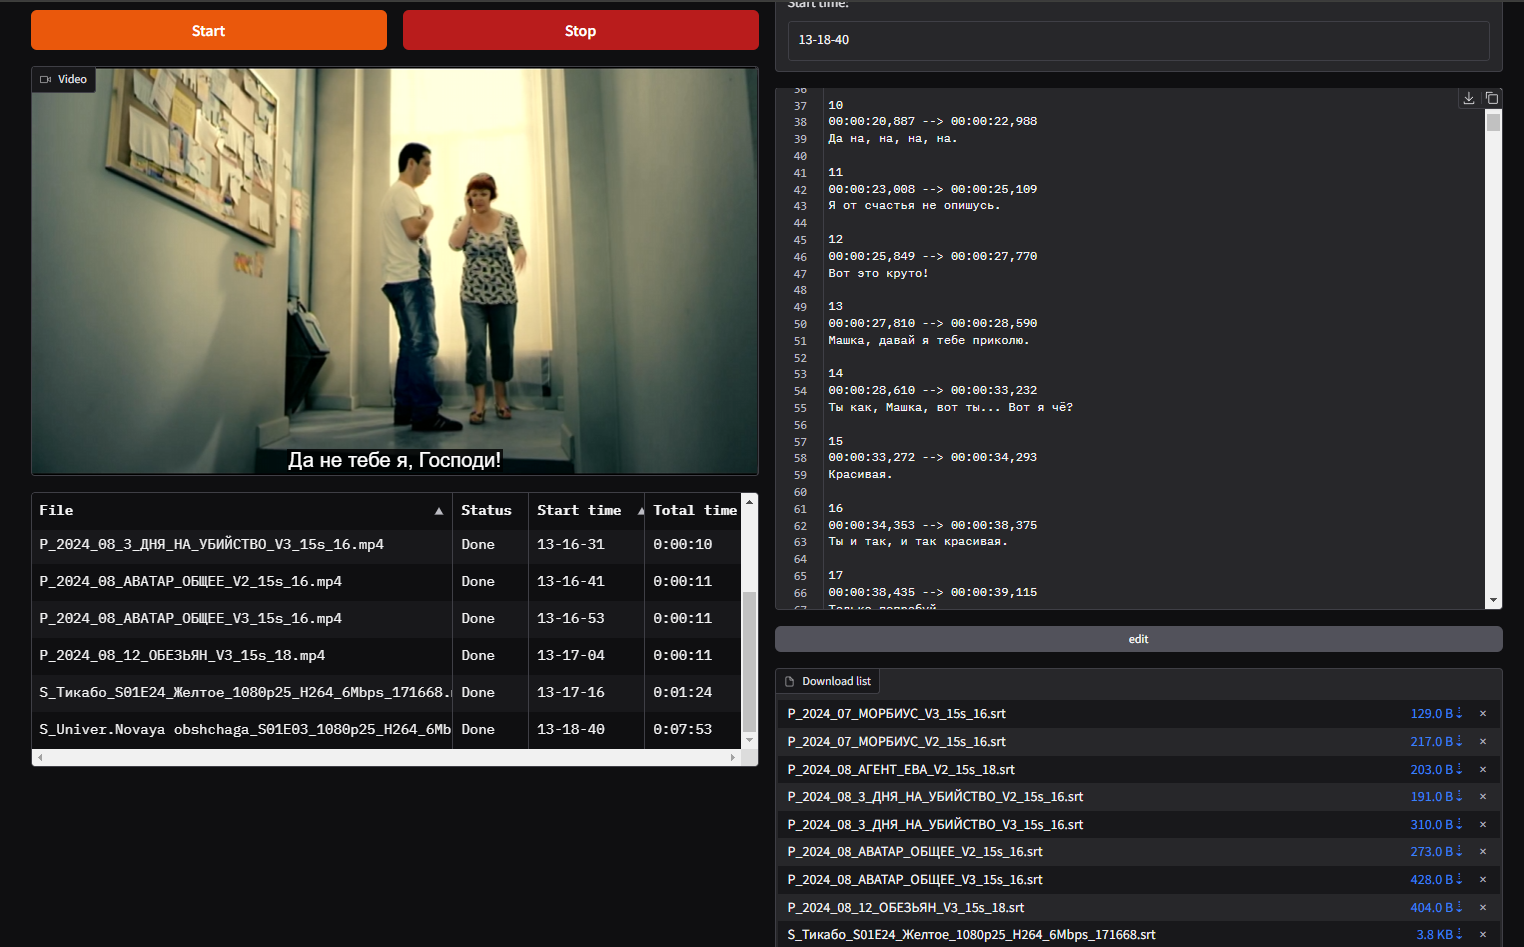 Start
Stop
Start time:
13-18-40
Video
Да не тебе я, Господи!
36
37 10
38 00:00:20,887 --> 00:00:22,988
39 Да на, на, на, на.
40
41 11
42 00:00:23,008 --> 00:00:25,109
43 Я от счастья не опишусь.
44
45 12
46 00:00:25,849 --> 00:00:27,770
47 Вот это круто!
48
49 13
50 00:00:27,810 --> 00:00:28,590
51 Машка, давай я тебе приколю.
52
53 14
54 00:00:28,610 --> 00:00:33,232
55 Ты как, Машка, вот ты... Вот я чё?
56
57 15
58 00:00:33,272 --> 00:00:34,293
59 Красивая.
60
61 16
62 00:00:34,353 --> 00:00:38,375
63 Ты и так, и так красивая.
64
65 17
66 00:00:38,435 --> 00:00:39,115
67 Только попробуй
edit
File Status Start time Total time
P_2024_08_3_ДНЯ_НА_УБИЙСТВО_V3_15s_16.mp4 Done 13-16-31 0:00:10
P_2024_08_АВАТАР_ОБЩЕЕ_V2_15s_16.mp4 Done 13-16-41 0:00:11
P_2024_08_АВАТАР_ОБЩЕЕ_V3_15s_16.mp4 Done 13-16-53 0:00:11
P_2024_08_12_ОБЕЗЬЯН_V3_15s_18.mp4 Done 13-17-04 0:00:11
S_Тикабо_S01E24_Желтое_1080p25_H264_6Mbps_171668. Done 13-17-16 0:01:24
S_Univer.Novaya obshchaga_S01E03_1080p25_H264_6Mb Done 13-18-40 0:07:53
Download list
P_2024_07_МОРБИУС_V3_15s_16.srt 129.0 B
P_2024_07_МОРБИУС_V2_15s_16.srt 217.0 B
P_2024_08_АГЕНТ_ЕВА_V2_15s_18.srt 203.0 B
P_2024_08_3_ДНЯ_НА_УБИЙСТВО_V2_15s_16.srt 191.0 B
P_2024_08_3_ДНЯ_НА_УБИЙСТВО_V3_15s_16.srt 310.0 B
P_2024_08_АВАТАР_ОБЩЕЕ_V2_15s_16.srt 273.0 B
P_2024_08_АВАТАР_ОБЩЕЕ_V3_15s_16.srt 428.0 B
P_2024_08_12_ОБЕЗЬЯН_V3_15s_18.srt 404.0 B
S_Тикабо_S01E24_Желтое_1080p25_H264_6Mbps_171668.srt 3.8 KB